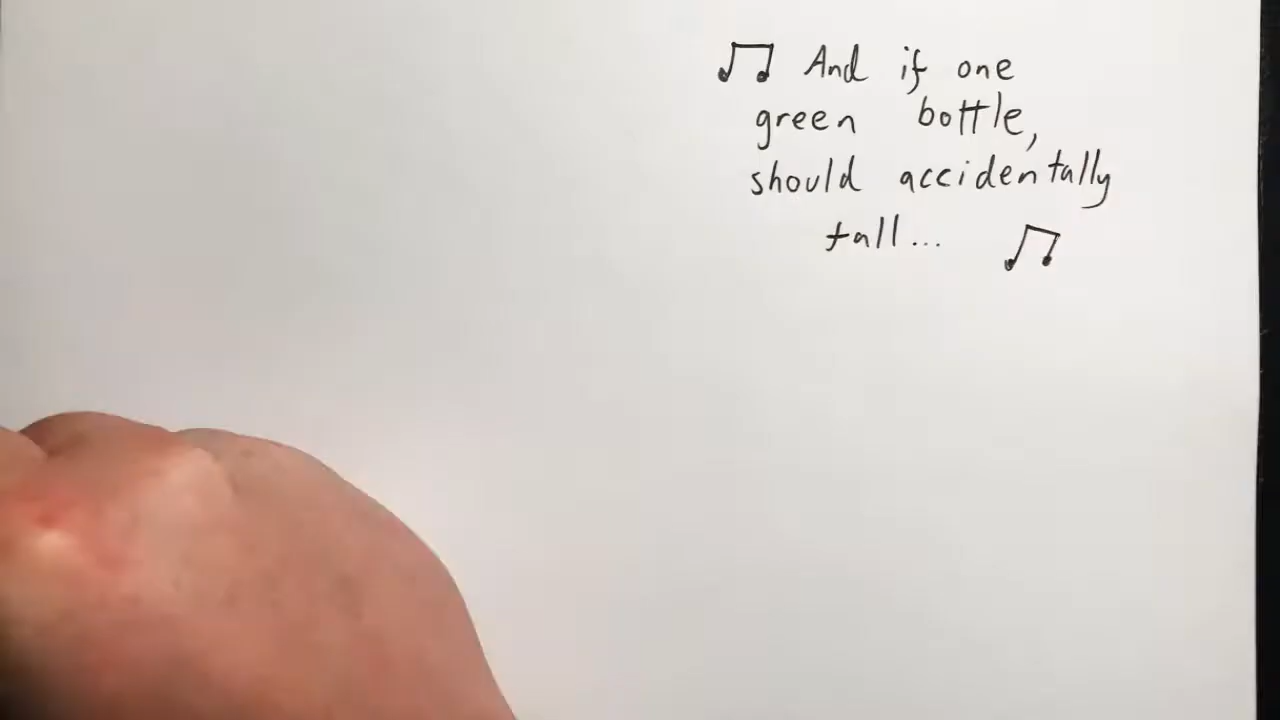 ♫ And if one
green bottle,
should accidentally
fall... ♫